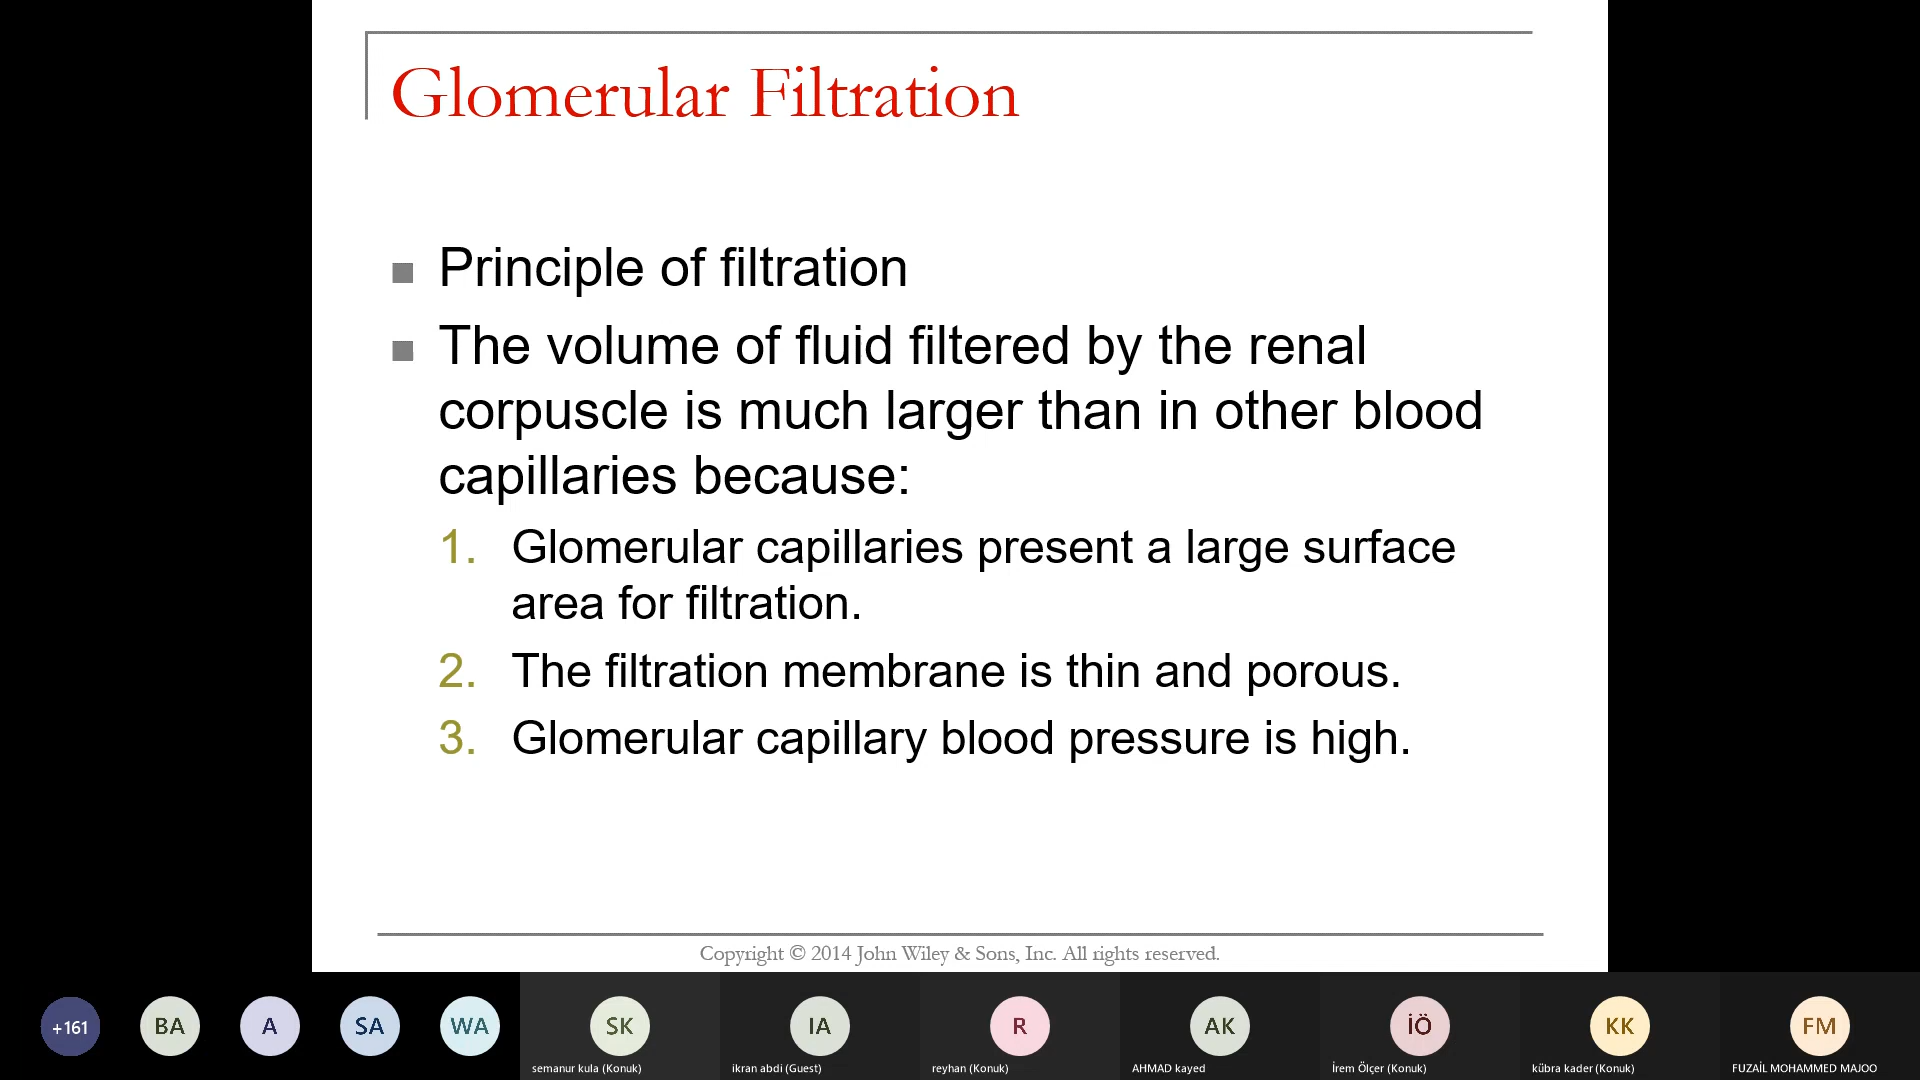 Glomerular Filtration
Principle of filtration
The volume of fluid filtered by the renal
corpuscle is much larger than in other blood
capillaries because:
1. Glomerular capillaries present a large surface
area for filtration.
2. The filtration membrane is thin and porous.
3. Glomerular capillary blood pressure is high.
Copyright © 2014 John Wiley & Sons, Inc. All rights reserved.
+161 BA A SA WA SK IA R AK İÖ KK FM
semanur kula (Konuk) ikran abdi (Guest) reyhan (Konuk) AHMAD kayed İrem Ölçer (Konuk) kübra kader (Konuk) FUZAİL MOHAMMED MAJOO